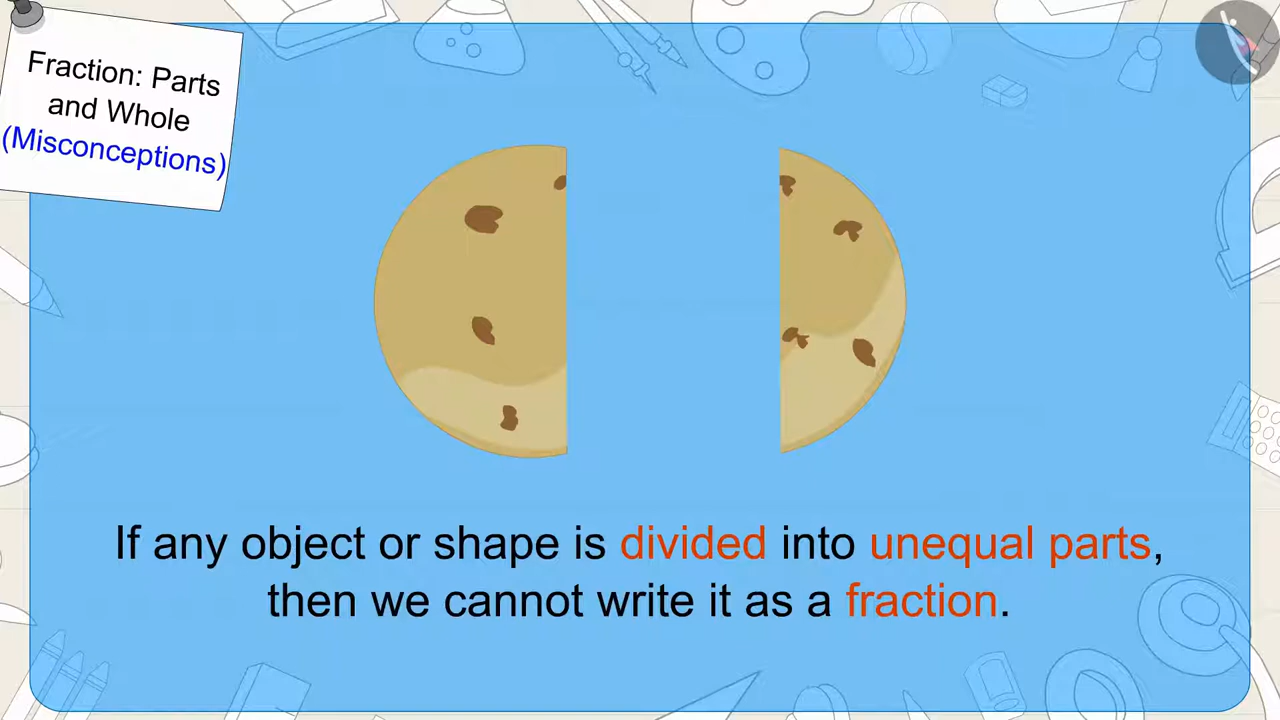 Fraction: Parts
and Whole
(Misconceptions)
If any object or shape is divided into unequal parts,
then we cannot write it as a fraction.